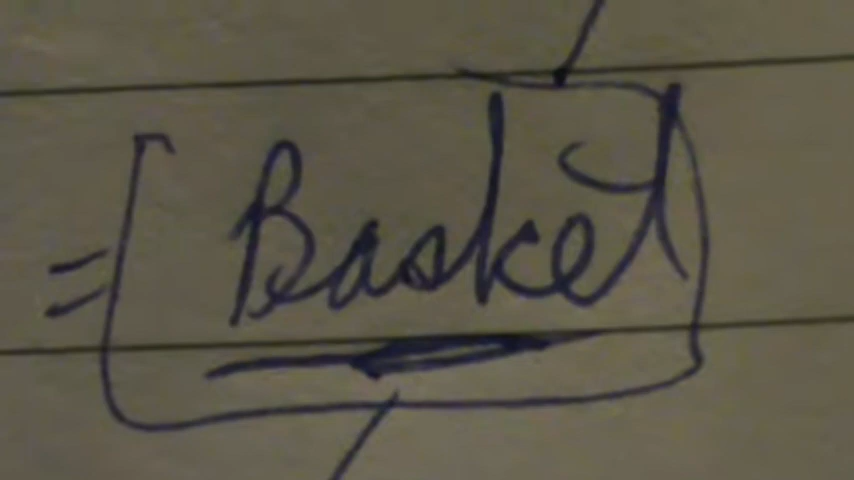 = [ Basket